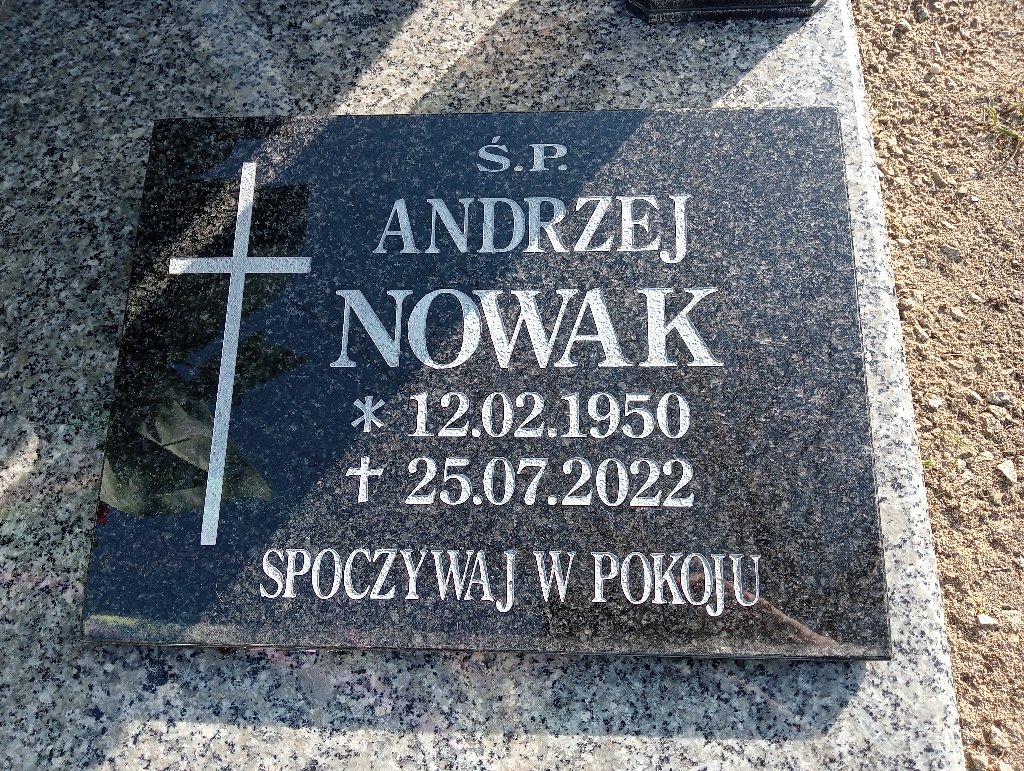 Ś.P.
ANDRZEJ
NOWAK
* 12.02.1950
✝ 25.07.2022
SPOCZYWAJ W POKOJU